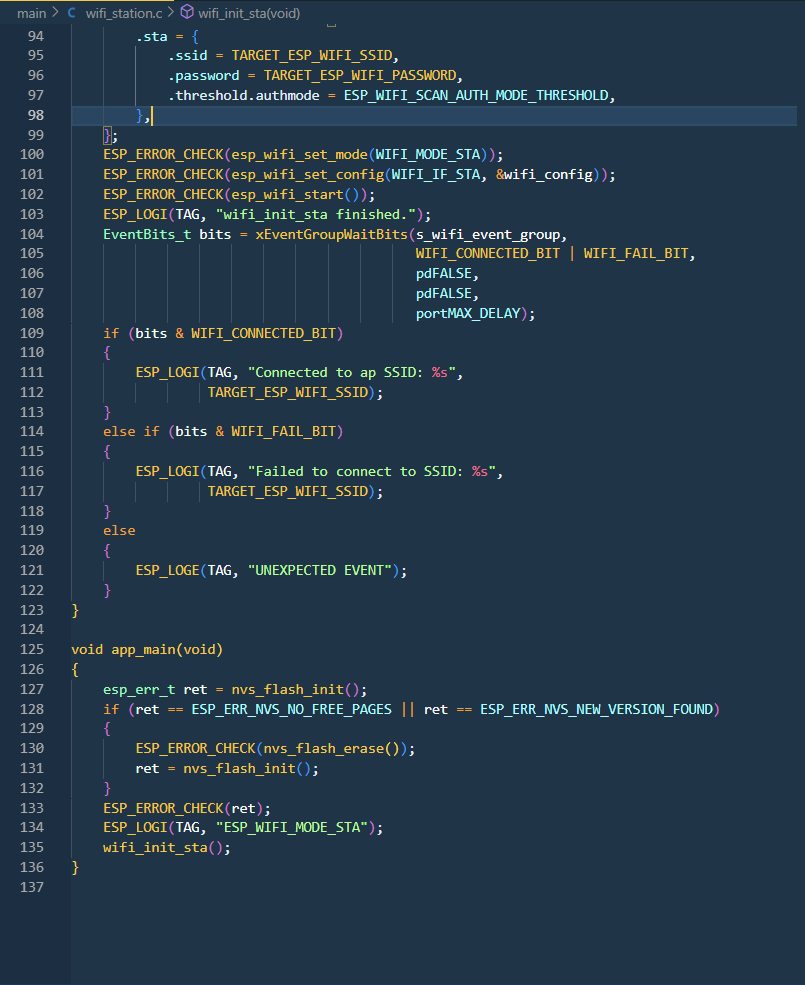 main > C wifi_station.c > wifi_init_sta(void)
94 .sta = {
95 .ssid = TARGET_ESP_WIFI_SSID,
96 .password = TARGET_ESP_WIFI_PASSWORD,
97 .threshold.authmode = ESP_WIFI_SCAN_AUTH_MODE_THRESHOLD,
98 },
99 };
100 ESP_ERROR_CHECK(esp_wifi_set_mode(WIFI_MODE_STA));
101 ESP_ERROR_CHECK(esp_wifi_set_config(WIFI_IF_STA, &wifi_config));
102 ESP_ERROR_CHECK(esp_wifi_start());
103 ESP_LOGI(TAG, "wifi_init_sta finished.");
104 EventBits_t bits = xEventGroupWaitBits(s_wifi_event_group,
105 WIFI_CONNECTED_BIT | WIFI_FAIL_BIT,
106 pdFALSE,
107 pdFALSE,
108 portMAX_DELAY);
109 if (bits & WIFI_CONNECTED_BIT)
110 {
111 ESP_LOGI(TAG, "Connected to ap SSID: %s",
112 TARGET_ESP_WIFI_SSID);
113 }
114 else if (bits & WIFI_FAIL_BIT)
115 {
116 ESP_LOGI(TAG, "Failed to connect to SSID: %s",
117 TARGET_ESP_WIFI_SSID);
118 }
119 else
120 {
121 ESP_LOGE(TAG, "UNEXPECTED EVENT");
122 }
123 }
124
125 void app_main(void)
126 {
127 esp_err_t ret = nvs_flash_init();
128 if (ret == ESP_ERR_NVS_NO_FREE_PAGES || ret == ESP_ERR_NVS_NEW_VERSION_FOUND)
129 {
130 ESP_ERROR_CHECK(nvs_flash_erase());
131 ret = nvs_flash_init();
132 }
133 ESP_ERROR_CHECK(ret);
134 ESP_LOGI(TAG, "ESP_WIFI_MODE_STA");
135 wifi_init_sta();
136 }
137